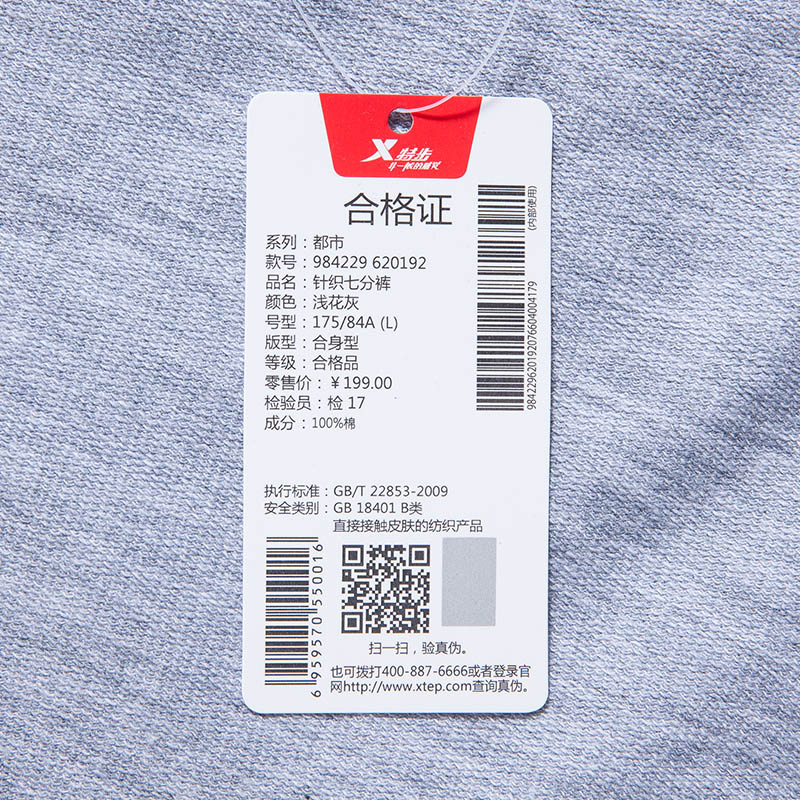 X 特步
非一般的感觉
合格证
系列：都市
款号：984229 620192
品名：针织七分裤
颜色：浅花灰
号型：175/84A (L)
版型：合身型
等级：合格品
零售价：¥199.00
检验员：检 17
成分：100%棉
(内部使用)
984229620192076604004179
执行标准：GB/T 22853-2009
安全类别：GB 18401 B类
直接接触皮肤的纺织产品
6 959570 550016
扫一扫，验真伪。
也可拨打400-887-6666或者登录官
网http://www.xtep.com查询真伪。